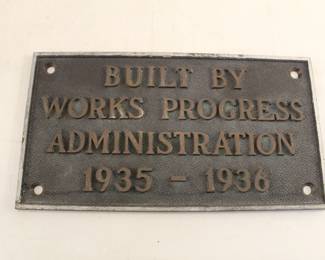 BUILT BY
WORKS PROGRESS
ADMINISTRATION
1935 - 1936